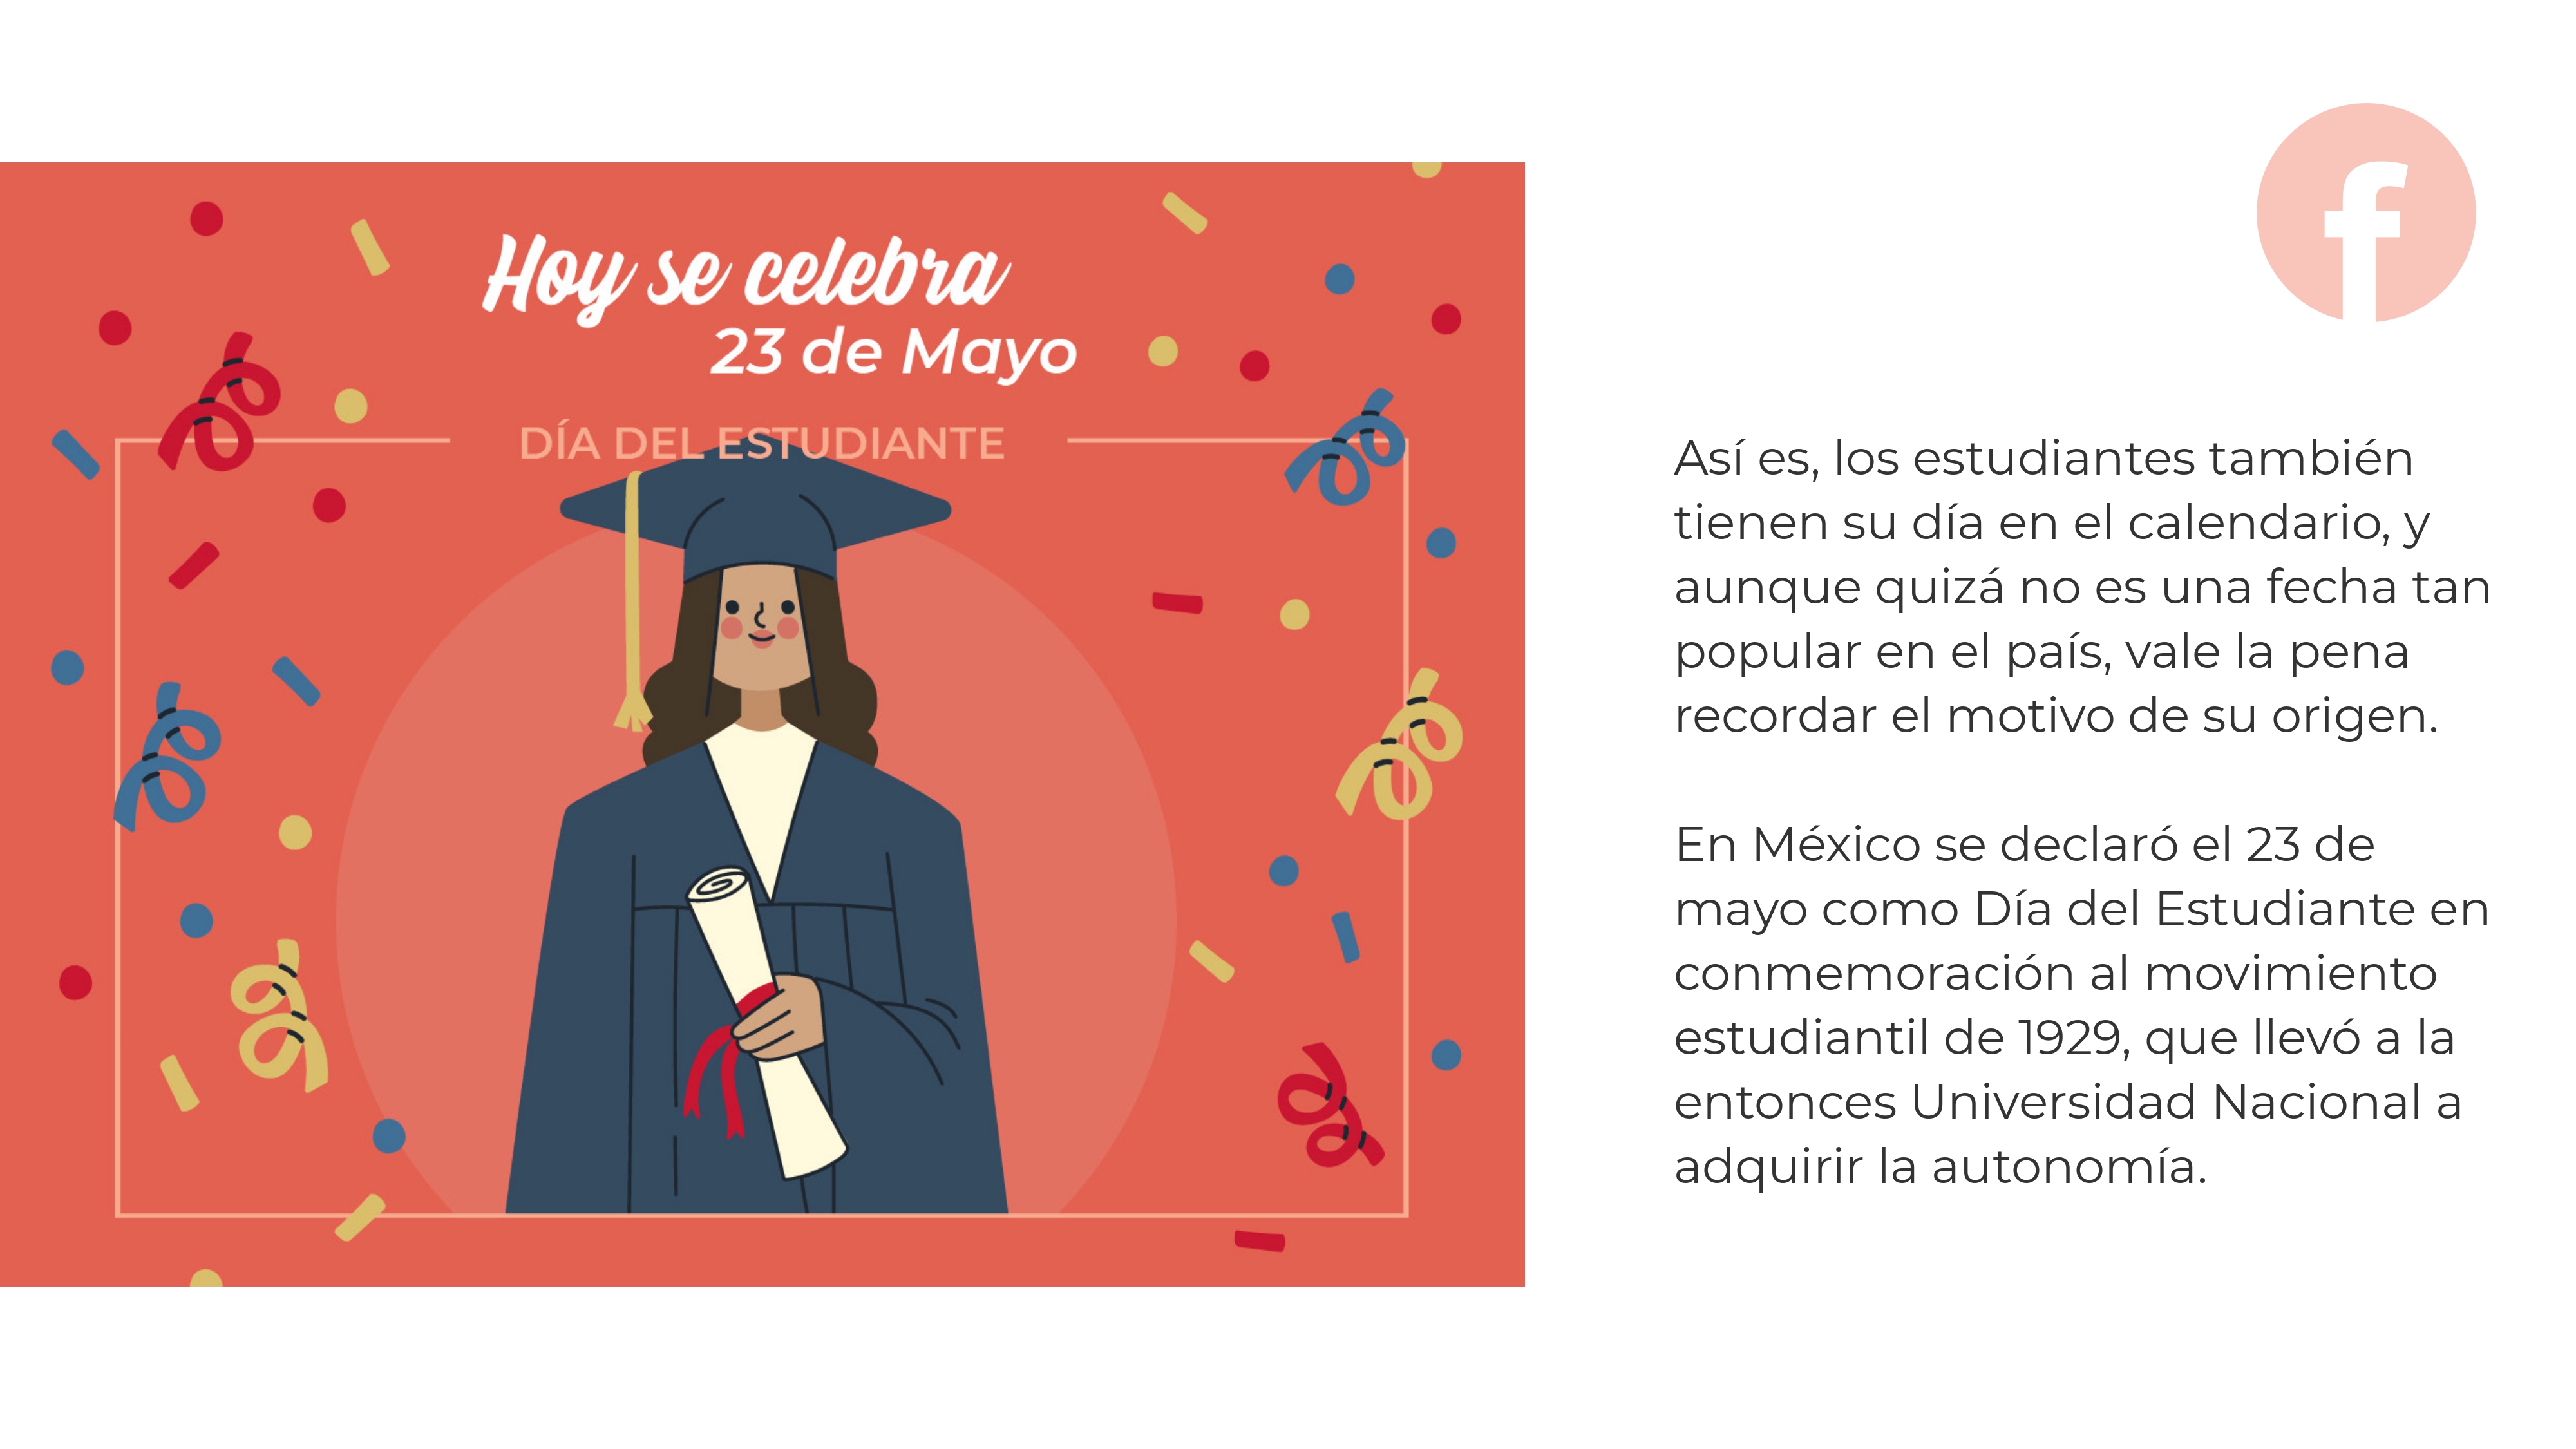 Hoy se celebra
23 de Mayo
DÍA DEL ESTUDIANTE
f
Así es, los estudiantes también
tienen su día en el calendario, y
aunque quizá no es una fecha tan
popular en el país, vale la pena
recordar el motivo de su origen.
En México se declaró el 23 de
mayo como Día del Estudiante en
conmemoración al movimiento
estudiantil de 1929, que llevó a la
entonces Universidad Nacional a
adquirir la autonomía.